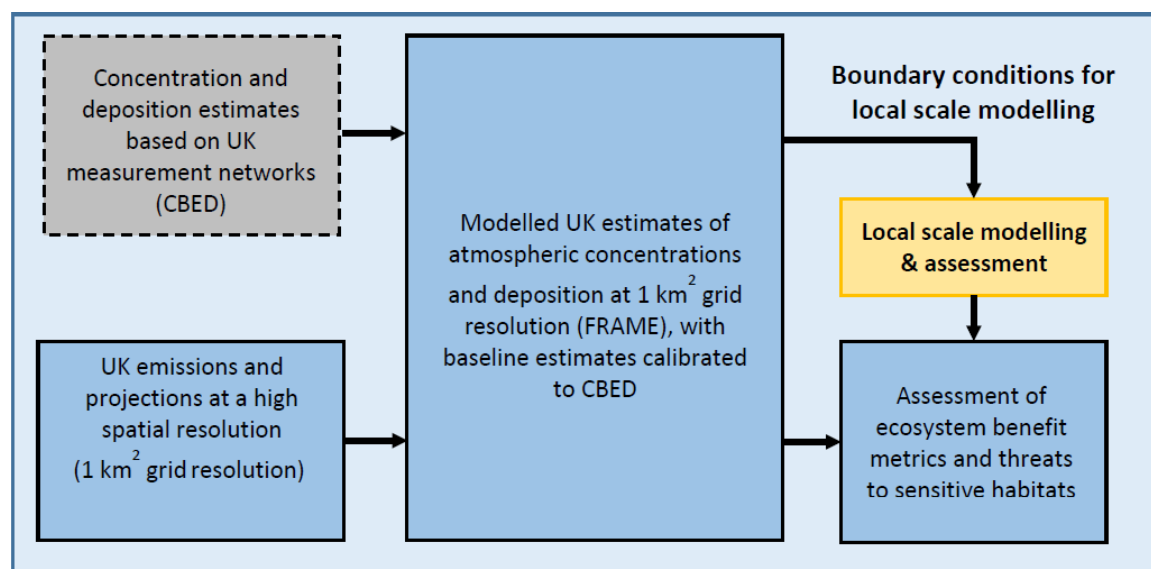 Concentration and
deposition estimates
based on UK
measurement networks
(CBED)
UK emissions and
projections at a high
spatial resolution
(1 km² grid resolution)
Modelled UK estimates of
atmospheric concentrations
and deposition at 1 km² grid
resolution (FRAME), with
baseline estimates calibrated
to CBED
Boundary conditions for
local scale modelling
Local scale modelling
& assessment
Assessment of
ecosystem benefit
metrics and threats
to sensitive habitats